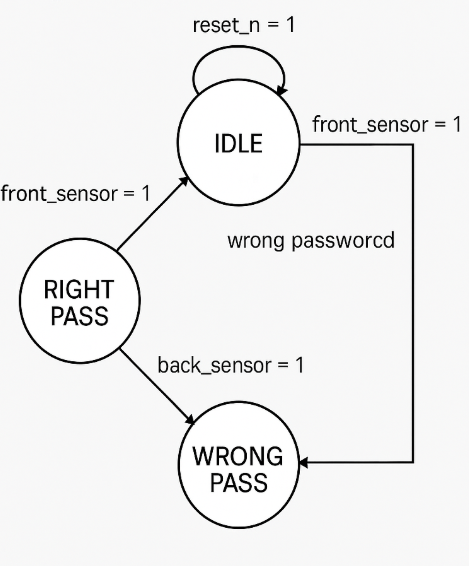 reset_n = 1
IDLE
front_sensor = 1
front_sensor = 1
wrong passworcd
RIGHT
PASS
back_sensor = 1
WRONG
PASS